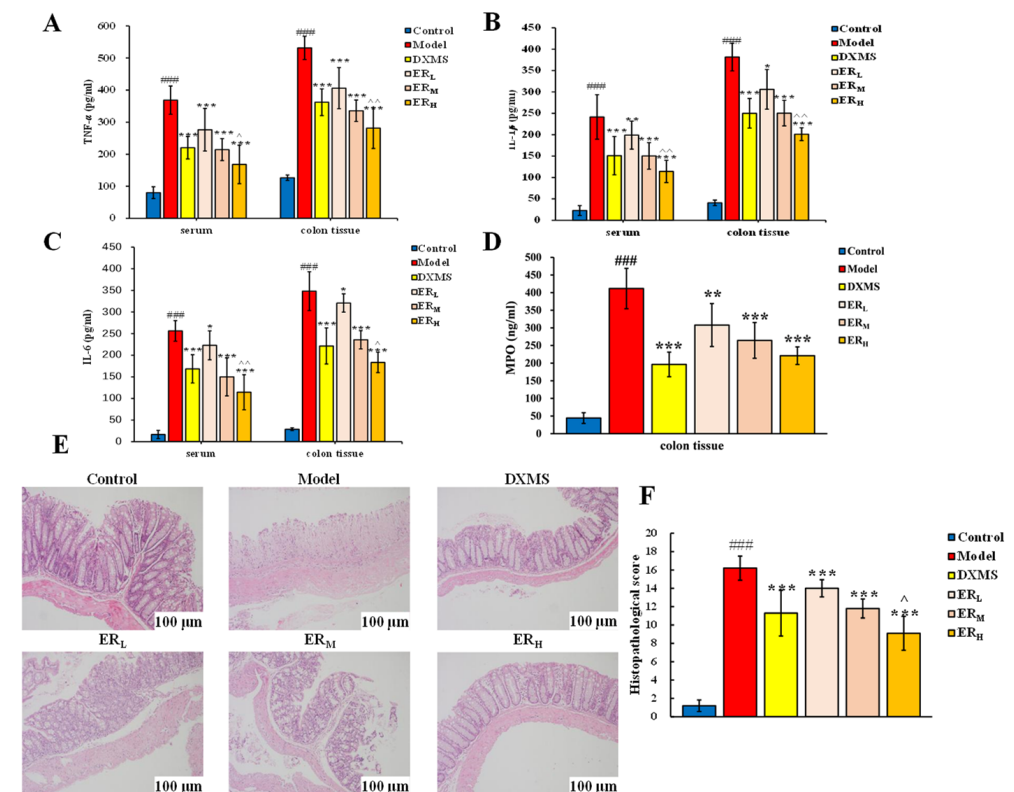 A
TNF-α (pg/ml)
600
500
400
300
200
100
0
###
***
***
***
^
***
###
***
***
***
^^
***
serum
colon tissue
Control
Model
DXMS
ERL
ERM
ERH
B
IL-1β (pg/ml)
450
400
350
300
250
200
150
100
50
0
###
***
**
***
^^
***
###
***
*
***
^^
***
serum
colon tissue
Control
Model
DXMS
ERL
ERM
ERH
C
IL-6 (pg/ml)
450
400
350
300
250
200
150
100
50
0
###
***
*
***
^^
***
###
***
*
***
^
***
serum
colon tissue
Control
Model
DXMS
ERL
ERM
ERH
D
MPO (ng/ml)
500
450
400
350
300
250
200
150
100
50
0
###
***
**
***
***
colon tissue
Control
Model
DXMS
ERL
ERM
ERH
E
Control
Model
DXMS
100 μm
100 μm
100 μm
ERL
ERM
ERH
100 μm
100 μm
100 μm
F
Histopathological score
20
18
16
14
12
10
8
6
4
2
0
###
***
***
***
^
***
Control
Model
DXMS
ERL
ERM
ERH